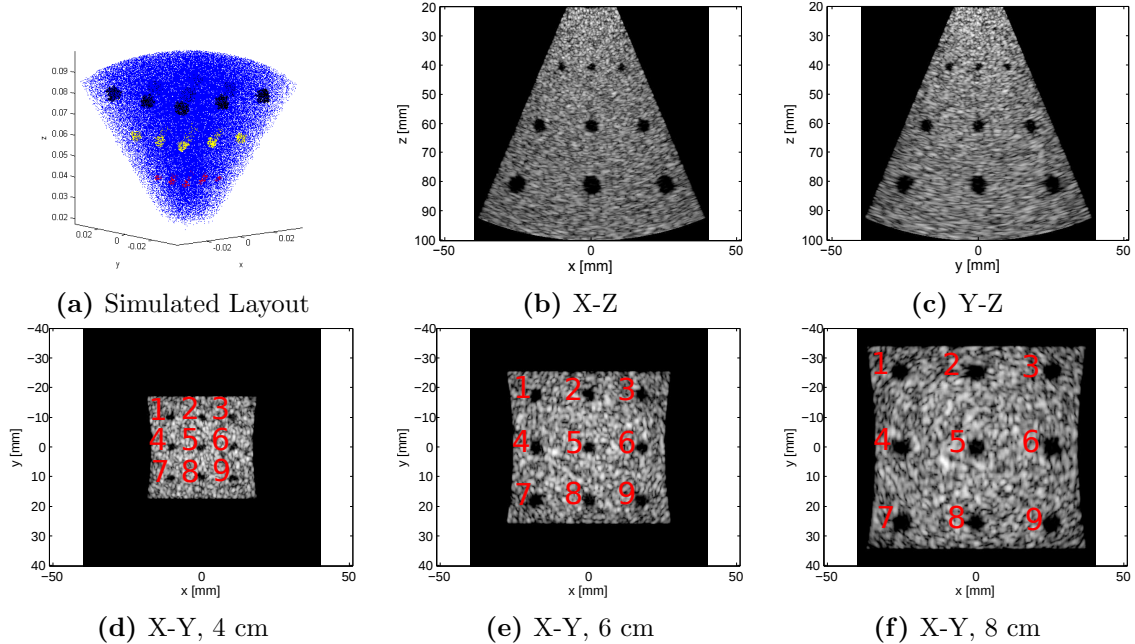 0.09
0.08
0.07
0.06
0.05
0.04
0.03
0.02
z
0.02
0
−0.02
−0.02
0
0.02
y
x
20
30
40
50
60
70
80
90
100
z [mm]
−50
0
50
x [mm]
20
30
40
50
60
70
80
90
100
z [mm]
−50
0
50
y [mm]
(a) Simulated Layout
(b) X-Z
(c) Y-Z
−40
−30
−20
−10
0
10
20
30
40
y [mm]
1 2 3
4 5 6
7 8 9
−50
0
50
x [mm]
−40
−30
−20
−10
0
10
20
30
40
y [mm]
1 2 3
4 5 6
7 8 9
−50
0
50
x [mm]
−40
−30
−20
−10
0
10
20
30
40
y [mm]
1 2 3
4 5 6
7 8 9
−50
0
50
x [mm]
(d) X-Y, 4 cm
(e) X-Y, 6 cm
(f) X-Y, 8 cm